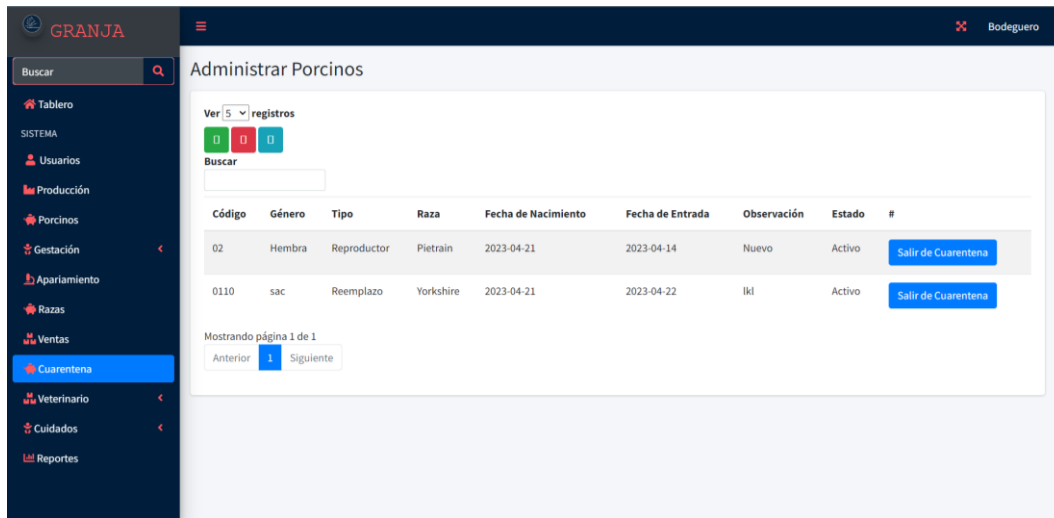 GRANJA
Bodeguero
Buscar
Tablero
SISTEMA
Usuarios
Producción
Porcinos
Gestación
Apariamiento
Razas
Ventas
Cuarentena
Veterinario
Cuidados
Reportes
Administrar Porcinos
Ver 5 registros
Buscar
Código Género Tipo Raza Fecha de Nacimiento Fecha de Entrada Observación Estado #
02 Hembra Reproductor Pietrain 2023-04-21 2023-04-14 Nuevo Activo Salir de Cuarentena
0110 sac Reemplazo Yorkshire 2023-04-21 2023-04-22 lkl Activo Salir de Cuarentena
Mostrando página 1 de 1
Anterior 1 Siguiente